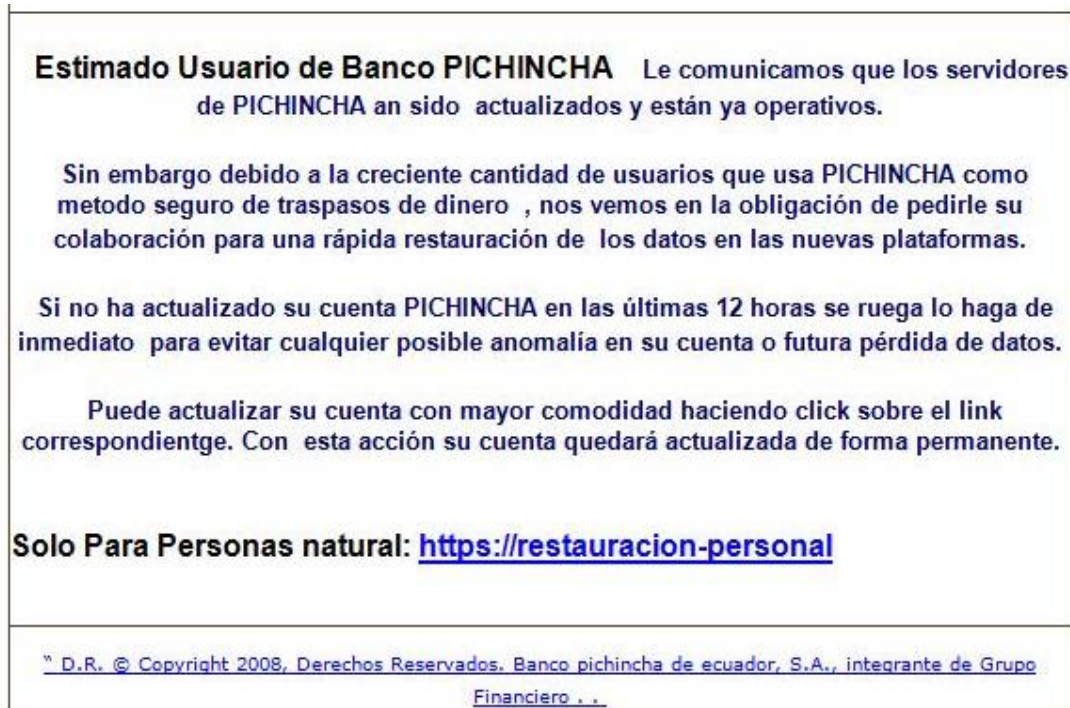 Estimado Usuario de Banco PICHINCHA Le comunicamos que los servidores
de PICHINCHA an sido actualizados y están ya operativos.
Sin embargo debido a la creciente cantidad de usuarios que usa PICHINCHA como
metodo seguro de traspasos de dinero , nos vemos en la obligación de pedirle su
colaboración para una rápida restauración de los datos en las nuevas plataformas.
Si no ha actualizado su cuenta PICHINCHA en las últimas 12 horas se ruega lo haga de
inmediato para evitar cualquier posible anomalía en su cuenta o futura pérdida de datos.
Puede actualizar su cuenta con mayor comodidad haciendo click sobre el link
correspondientge. Con esta acción su cuenta quedará actualizada de forma permanente.
Solo Para Personas natural: https://restauracion-personal
‟ D.R. © Copyright 2008, Derechos Reservados. Banco pichincha de ecuador, S.A., integrante de Grupo
Financiero . .